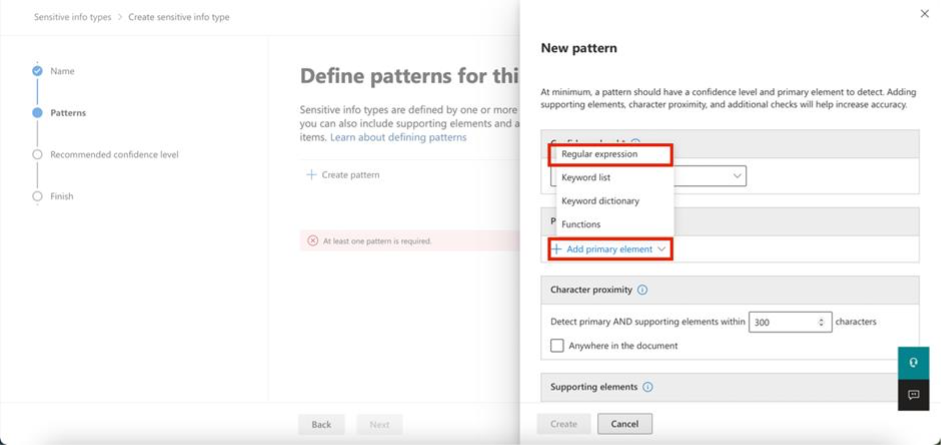 Sensitive info types > Create sensitive info type
Name
Patterns
Recommended confidence level
Finish
Define patterns for thi
Sensitive info types are defined by one or more
you can also include supporting elements and a
items. Learn about defining patterns
+ Create pattern
At least one pattern is required.
Back
Next
New pattern
At minimum, a pattern should have a confidence level and primary element to detect. Adding
supporting elements, character proximity, and additional checks will help increase accuracy.
Regular expression
Keyword list
Keyword dictionary
Functions
P
+ Add primary element
Character proximity
Detect primary AND supporting elements within 300 characters
Anywhere in the document
Supporting elements
Create
Cancel